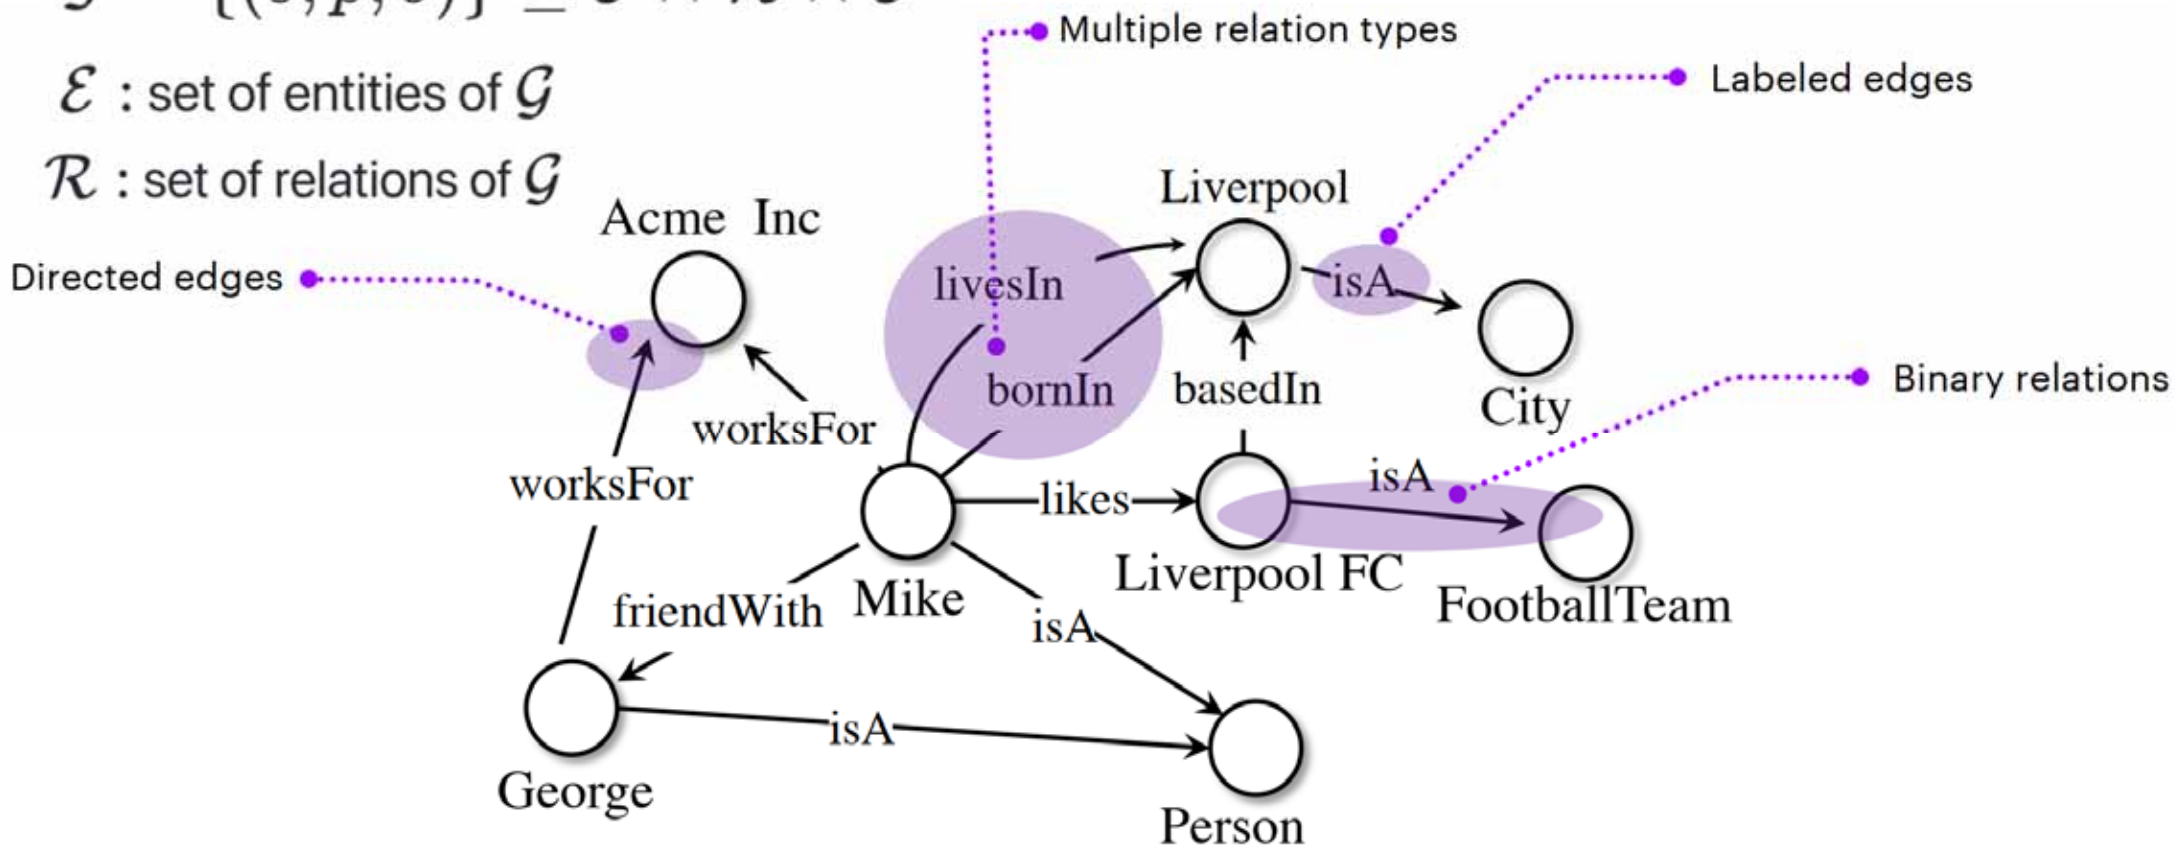 Multiple relation types
ℰ : set of entities of 𝒢
Labeled edges
ℛ : set of relations of 𝒢
Liverpool
Acme Inc
Directed edges
livesIn
isA
bornIn
basedIn
Binary relations
City
worksFor
isA
worksFor
likes
Liverpool FC
Mike
FootballTeam
friendWith
isA
isA
George
Person